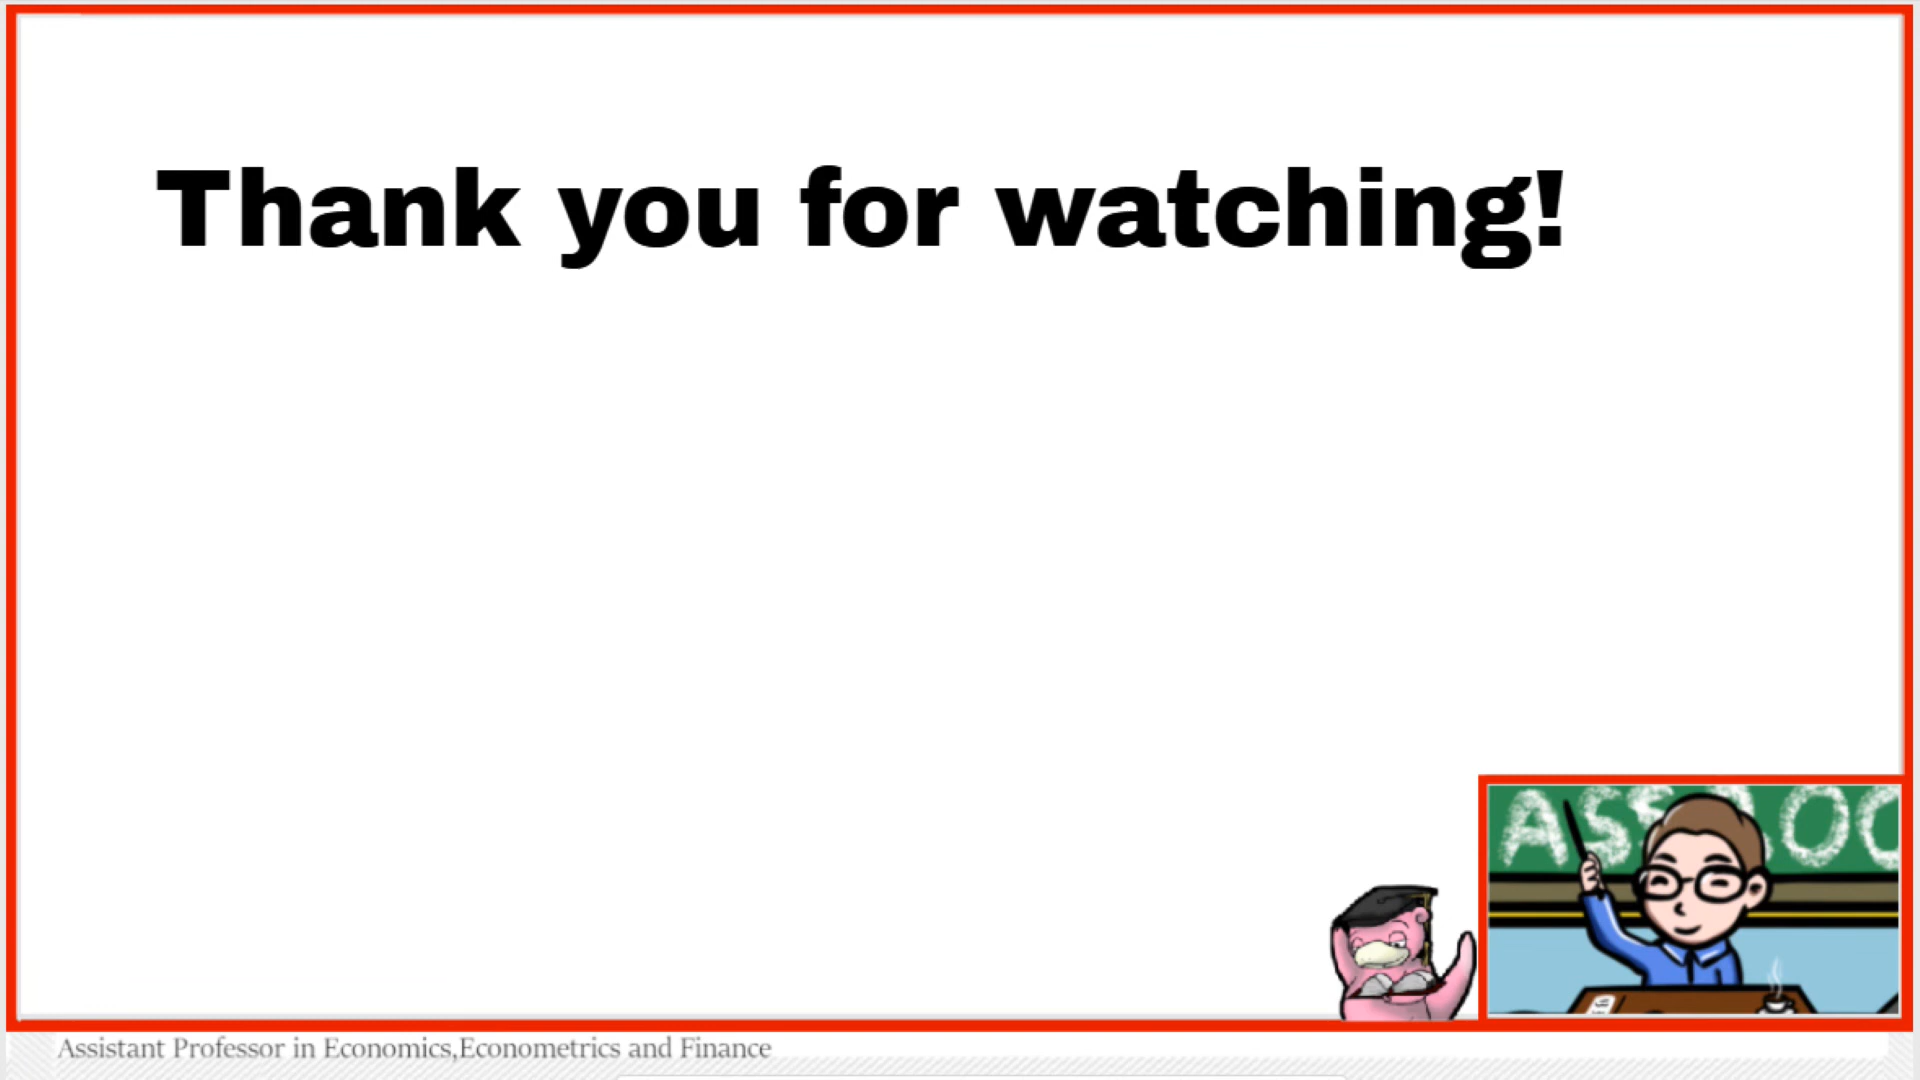 Thank you for watching!
Assistant Professor in Economics,Econometrics and Finance